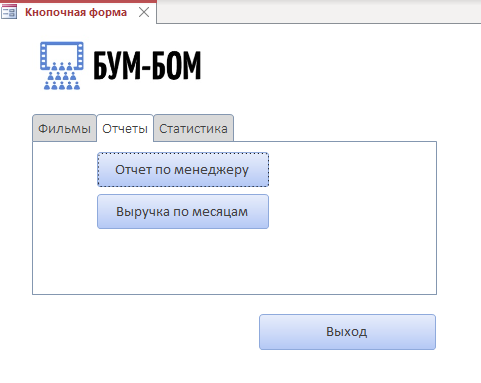 Кнопочная форма
БУМ-БОМ
Фильмы Отчеты Статистика
Отчет по менеджеру
Выручка по месяцам
Выход